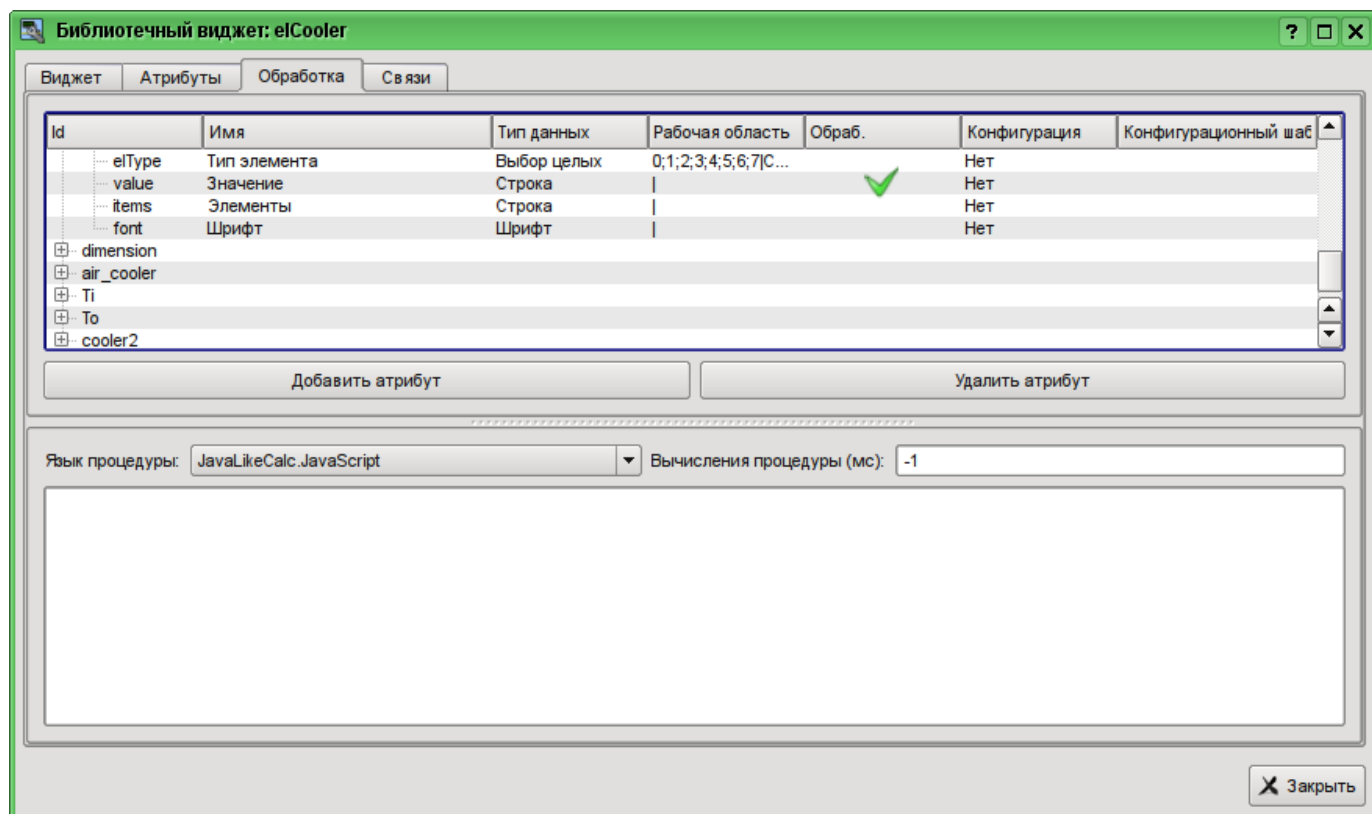 Библиотечный виджет: elCooler
Виджет Атрибуты Обработка Связи
Id Имя Тип данных Рабочая область Обраб. Конфигурация Конфигурационный шаб
elType Тип элемента Выбор целых 0;1;2;3;4;5;6;7|C... Нет
value Значение Строка | Нет
items Элементы Строка | Нет
font Шрифт Шрифт | Нет
dimension
air_cooler
Ti
To
cooler2
Добавить атрибут Удалить атрибут
Язык процедуры: JavaLikeCalc.JavaScript Вычисления процедуры (мс): -1
Закрыть